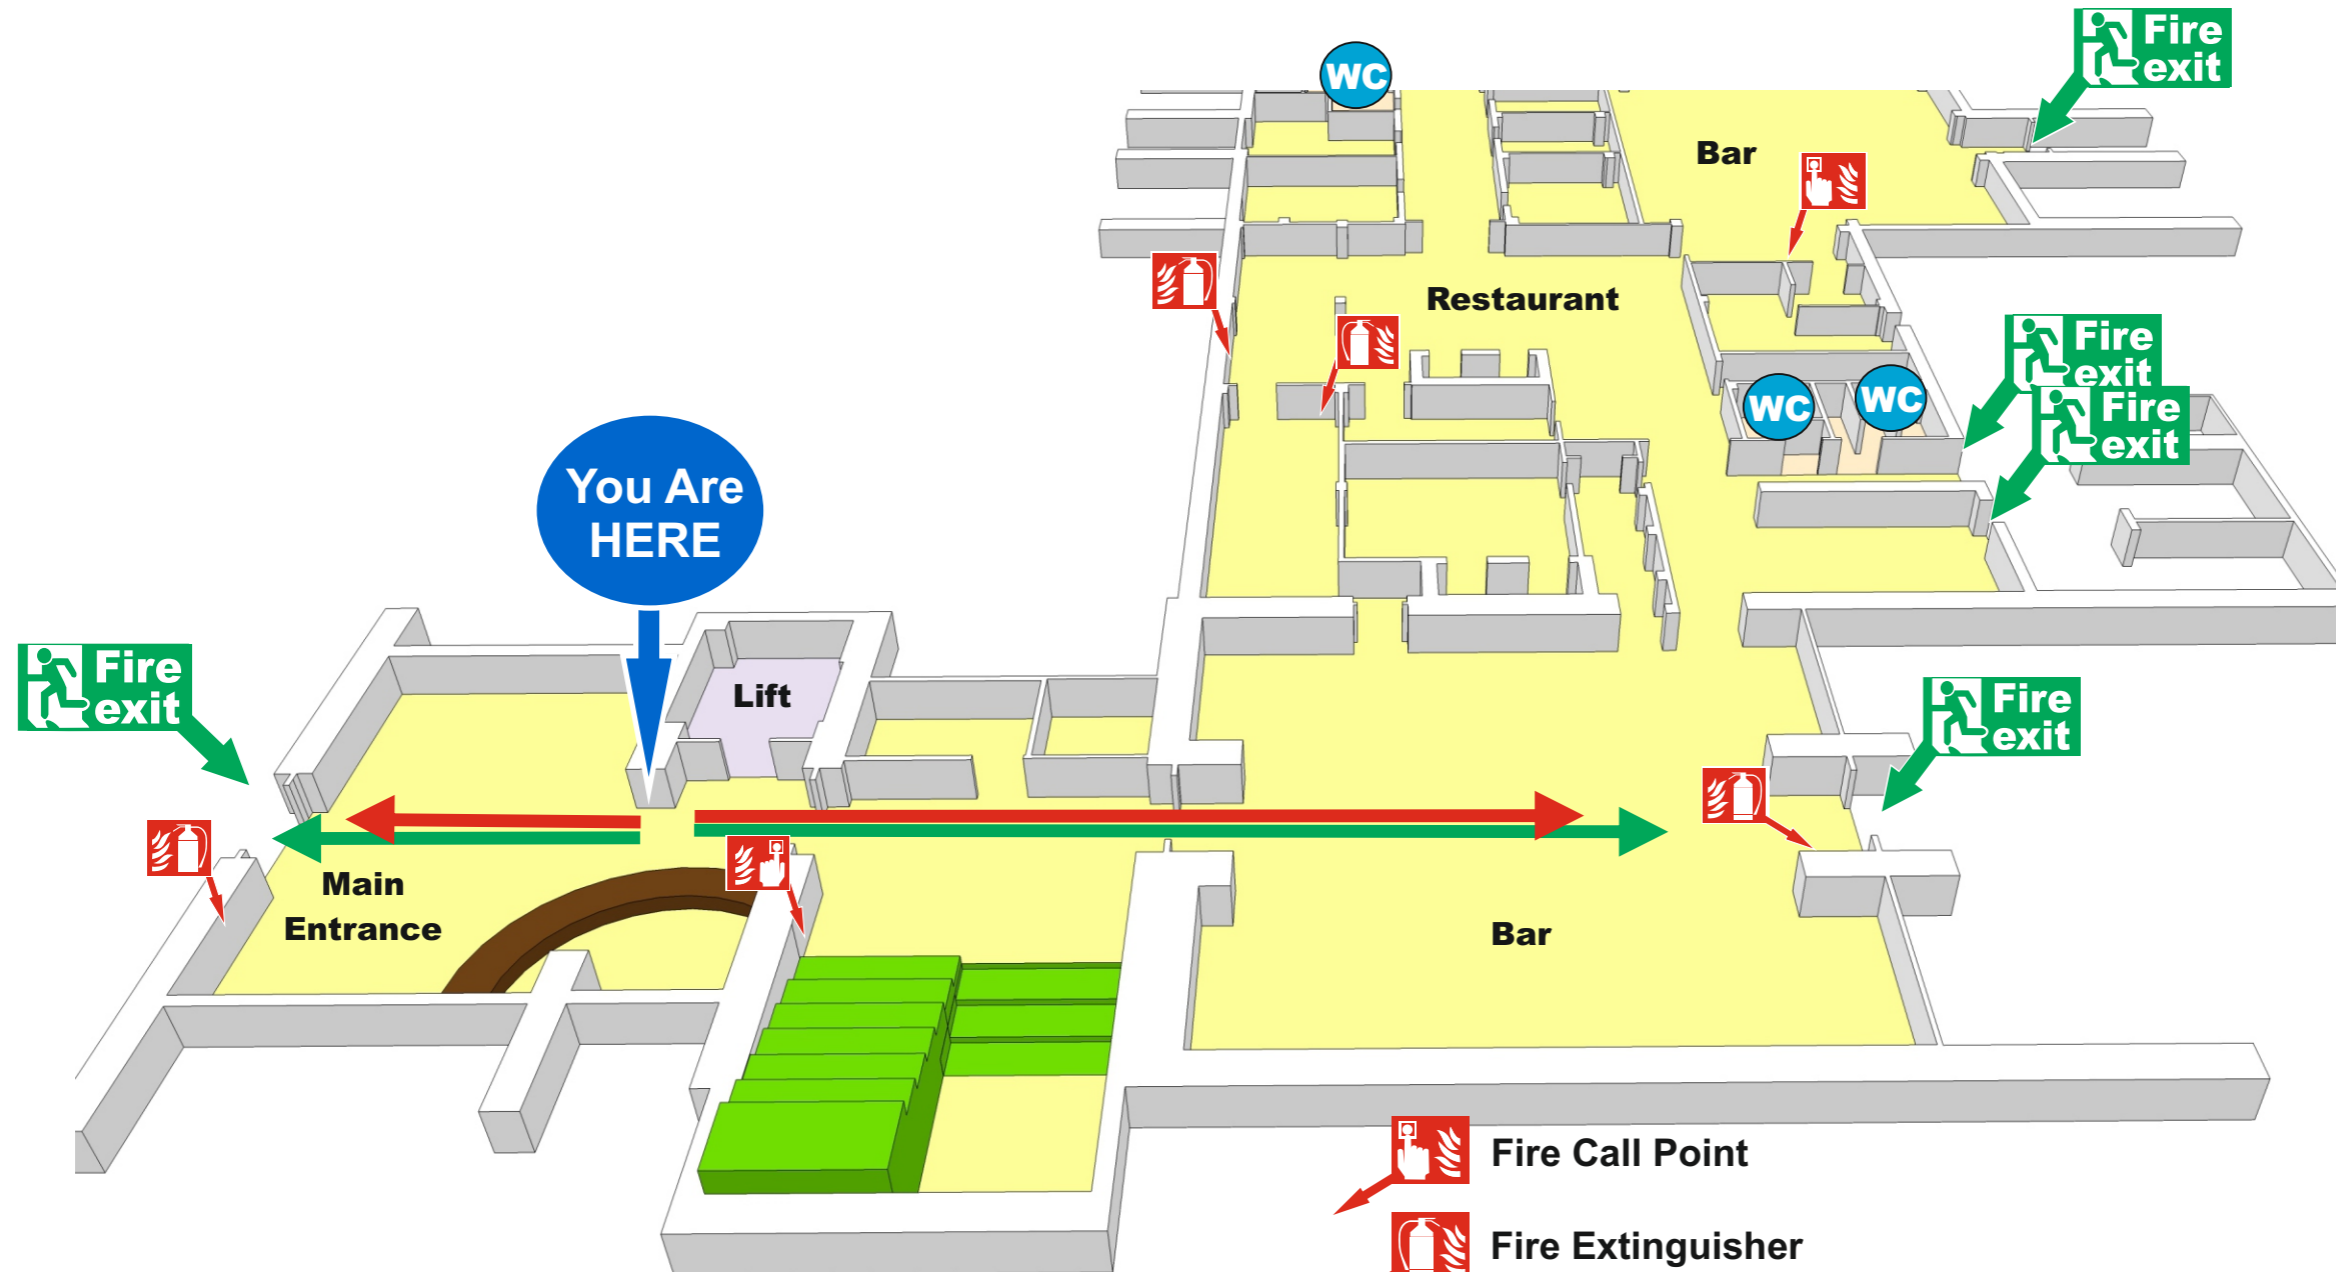 WC
Fire
exit
Bar
Restaurant
Fire
exit
WC
WC
Fire
exit
You Are
HERE
Fire
exit
Lift
Fire
exit
Main
Entrance
Bar
Fire Call Point
Fire Extinguisher